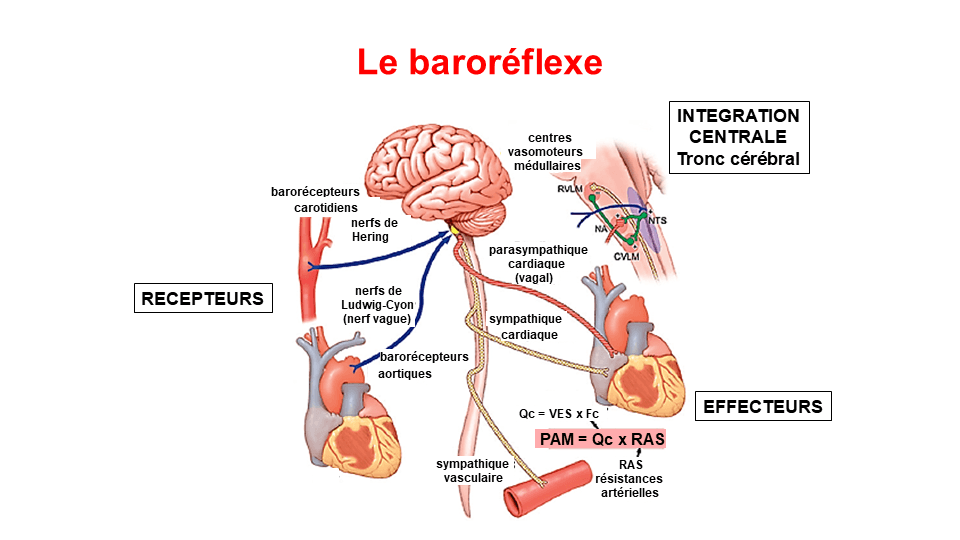 Le baroréflexe
INTEGRATION
CENTRALE
Tronc cérébral
centres
vasomoteurs
médullaires
RVLM
NTS
NA
CVLM
barorécepteurs
carotidiens
nerfs de
Hering
parasympathique
cardiaque
(vagal)
RECEPTEURS
nerfs de
Ludwig-Cyon
(nerf vague)
sympathique
cardiaque
barorécepteurs
aortiques
EFFECTEURS
Qc = VES x Fc
PAM = Qc x RAS
sympathique
vasculaire
RAS
résistances
artérielles